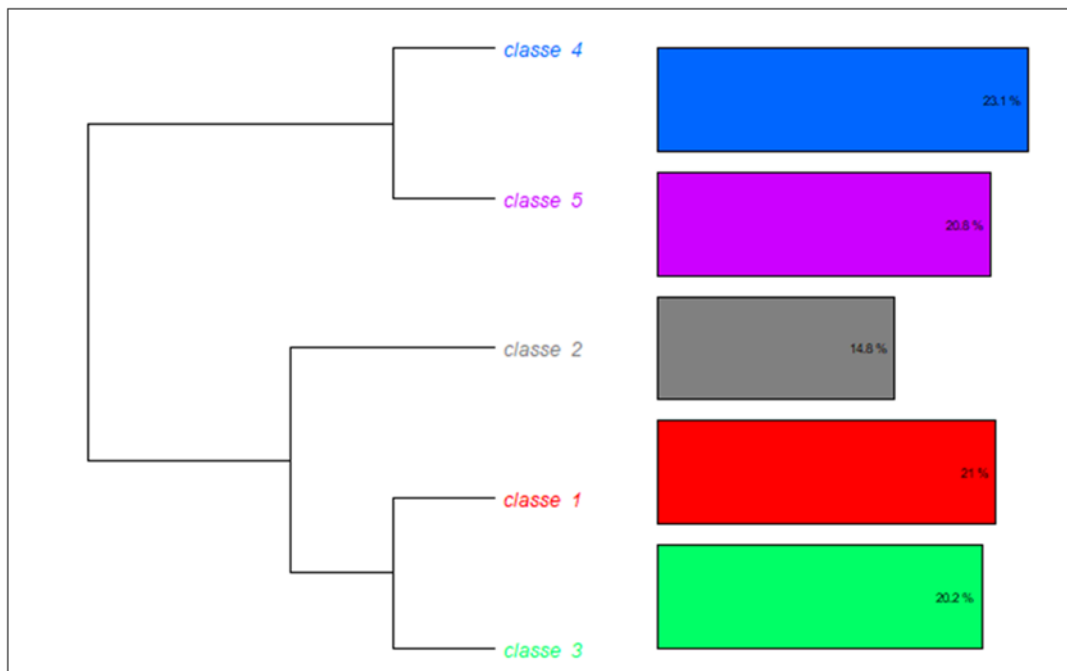 classe 4
23.1 %
classe 5
20.8 %
classe 2
14.8 %
classe 1
21 %
classe 3
20.2 %